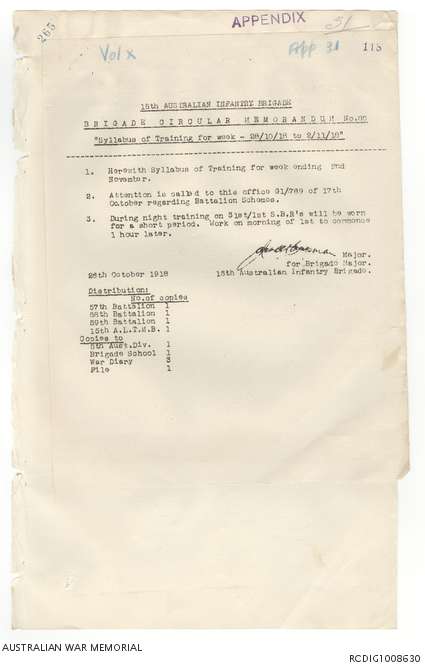 265
APPENDIX 31
Vol X
App 31
115
15th AUSTRALIAN INFANTRY BRIGADE
BRIGADE CIRCULAR MEMORANDUM No.80
"Syllabus of Training for week - 28/10/18 to 2/11/18"
1. Herewith Syllabus of Training for week ending 2nd
November.
2. Attention is called to this office G1/789 of 17th
October regarding Battalion Schemes.
3. During night training on 31st/1st S.B.R's will be worn
for a short period. Work on morning of 1st to commence
1 hour later.
Major.
for Brigade Major.
26th October 1918 15th Australian Infantry Brigade.
Distribution:
No.of copies
57th Battalion 1
58th Battalion 1
59th Battalion 1
15th A.L.T.M.B. 1
Copies to
5th Aust.Div. 1
Brigade School 1
War Diary 3
File 1
AUSTRALIAN WAR MEMORIAL
RCDIG1008630